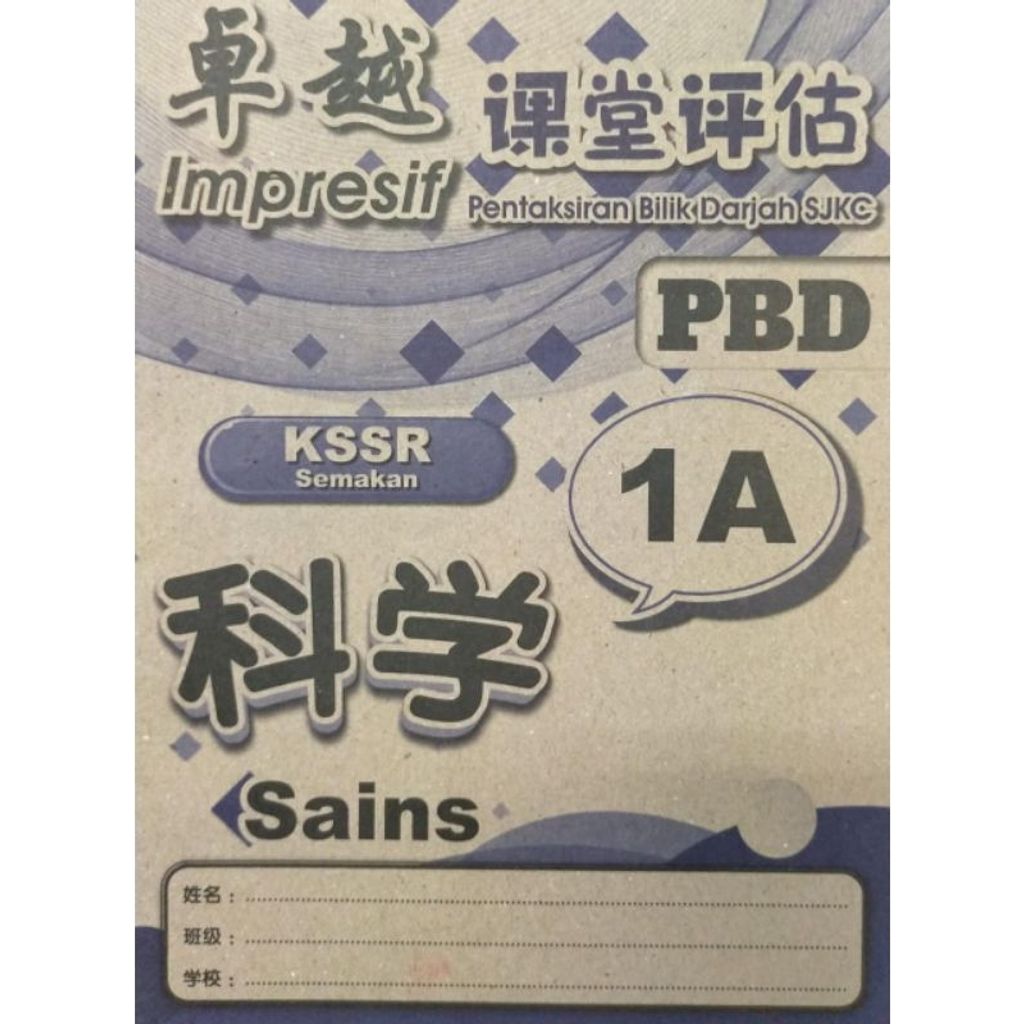 卓越
Impresif
课堂评估
Pentaksiran Bilik Darjah SJKC
PBD
KSSR
Semakan
1A
科学
Sains
姓名：
班级：
学校：